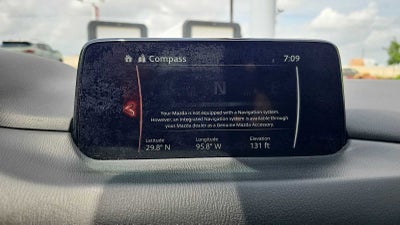 Compass 7:09
N
Your Mazda is not equipped with a Navigation system.
However, an integrated Navigation system is available through
your Mazda dealer as a Genuine Mazda Accessory.
Latitude Longitude Elevation
29.8° N 95.8° W 131 ft